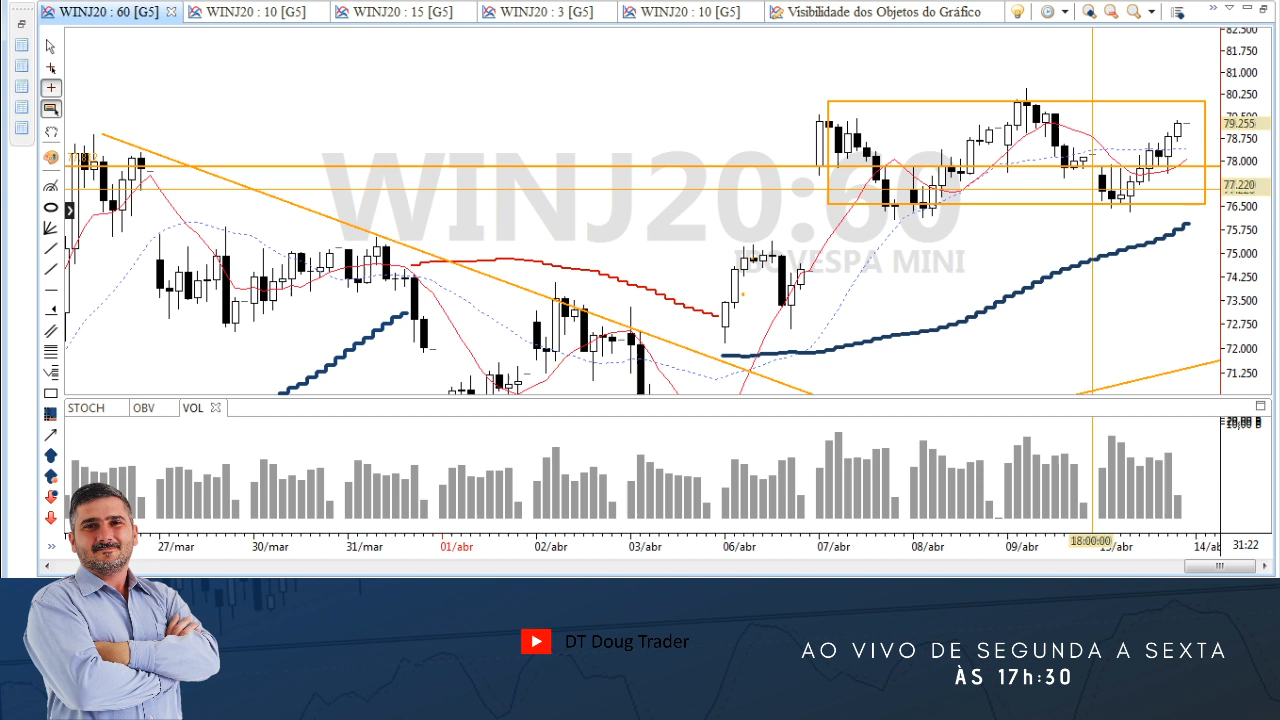 WINJ20 : 60 [G5]
WINJ20 : 10 [G5]
WINJ20 : 15 [G5]
WINJ20 : 3 [G5]
WINJ20 : 10 [G5]
Visibilidade dos Objetos do Gráfico
82.500
81.750
81.000
80.250
79.255
78.750
78.000
77.220
76.500
75.750
75.000
74.250
73.500
72.750
72.000
71.250
WINJ20:60
MINI
STOCH
OBV
VOL
27/mar
30/mar
31/mar
01/abr
02/abr
03/abr
06/abr
07/abr
08/abr
09/abr
18:00:00
14/ab
31:22
DT Doug Trader
AO VIVO DE SEGUNDA A SEXTA
ÀS 17h:30